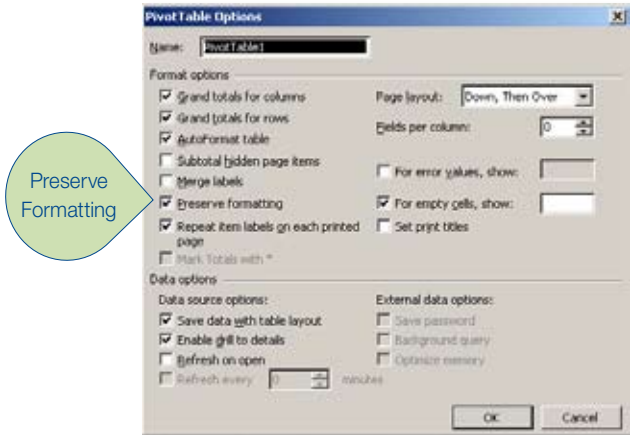 PivotTable Options
Name: PivotTable1
Format options
Grand totals for columns
Page layout: Down, Then Over
Grand totals for rows
Fields per column: 0
AutoFormat table
Subtotal hidden page items
For error values, show:
Merge labels
Preserve
Formatting
Preserve formatting
For empty cells, show:
Repeat item labels on each printed
page
Set print titles
Mark Totals with *
Data options
Data source options:
External data options:
Save data with table layout
Save password
Enable drill to details
Background query
Refresh on open
Optimize memory
Refresh every 0 minutes
OK Cancel